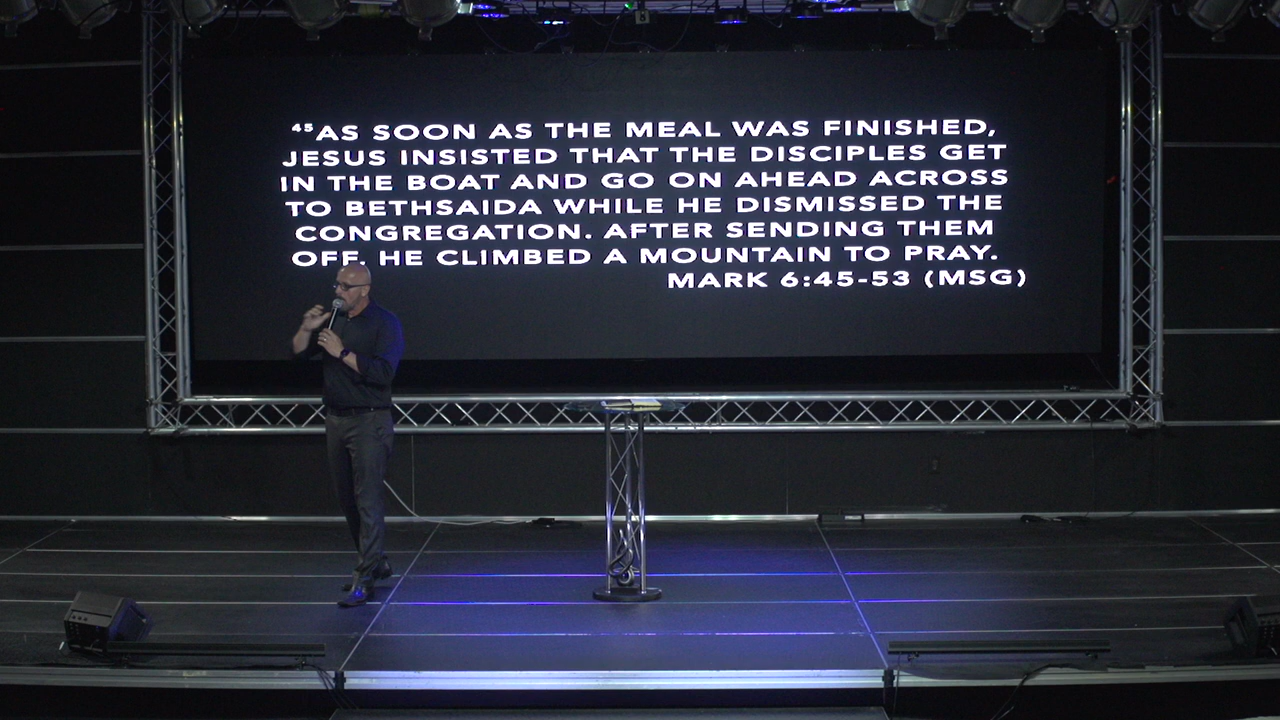 ⁴⁵AS SOON AS THE MEAL WAS FINISHED,
JESUS INSISTED THAT THE DISCIPLES GET
IN THE BOAT AND GO ON AHEAD ACROSS
TO BETHSAIDA WHILE HE DISMISSED THE
CONGREGATION. AFTER SENDING THEM
OFF, HE CLIMBED A MOUNTAIN TO PRAY.
MARK 6:45-53 (MSG)